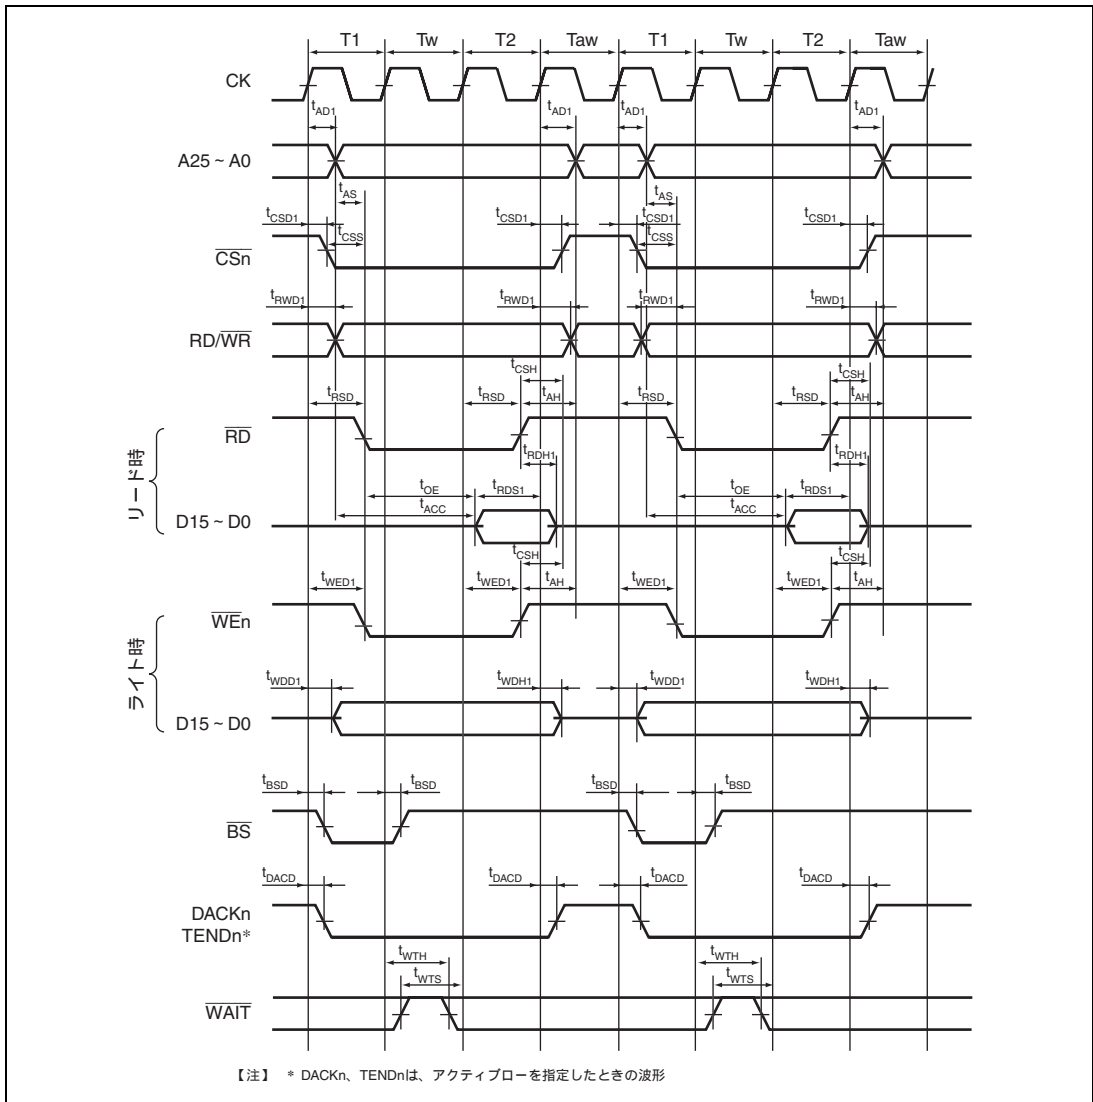 T1 Tw T2 Taw T1 Tw T2 Taw
CK
tAD1 tAD1 tAD1 tAD1
A25 ~ A0
tAS tAS
tCSD1 tCSD1 tCSD1 tCSD1
tCSS tCSS
CSn
tRWD1 tRWD1 tRWD1 tRWD1
RD/WR
tCSH tCSH
tRSD tRSD tAH tRSD tRSD tAH
RD
tRDH1 tRDH1
リード時
tOE tRDS1 tOE tRDS1
tACC tACC
D15 ~ D0
tCSH tCSH
tWED1 tWED1 tAH tWED1 tWED1 tAH
WEn
ライト時
tWDD1 tWDH1 tWDD1 tWDH1
D15 ~ D0
tBSD tBSD tBSD tBSD
BS
tDACD tDACD tDACD tDACD
DACKn
TENDn*
tWTH tWTH
tWTS tWTS
WAIT
【注】 * DACKn、TENDnは、アクティブローを指定したときの波形